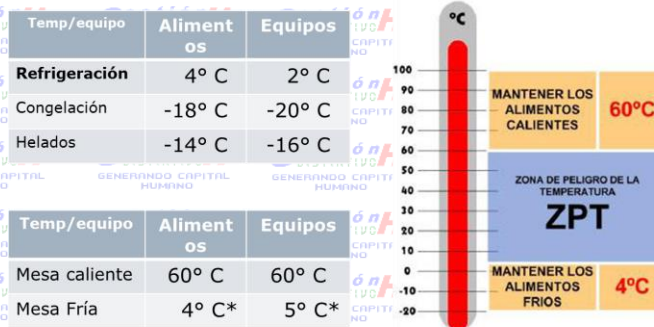 Temp/equipo Aliment
os Equipos
Refrigeración 4° C 2° C
Congelación -18° C -20° C
Helados -14° C -16° C
GENERANDO CAPITAL
HUMANO
GENERANDO CAPITAL
HUMANO
Temp/equipo Aliment
os Equipos
Mesa caliente 60° C 60° C
Mesa Fría 4° C* 5° C*
°C
100
90
80
70
60
50
40
30
20
10
0
-10
-20
MANTENER LOS
ALIMENTOS
CALIENTES
60ºC
ZONA DE PELIGRO DE LA
TEMPERATURA
ZPT
MANTENER LOS
ALIMENTOS
FRIOS
4ºC